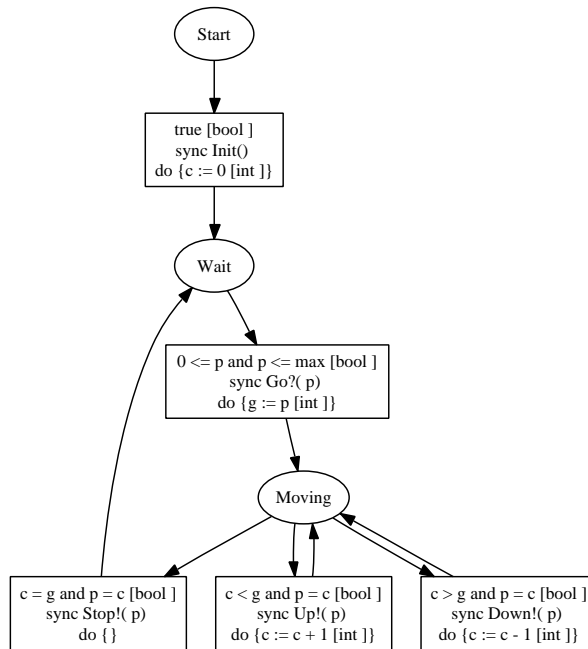 Start
true [bool ]
sync Init()
do {c := 0 [int ]}
Wait
0 <= p and p <= max [bool ]
sync Go?( p)
do {g := p [int ]}
Moving
c = g and p = c [bool ]
sync Stop!( p)
do {}
c < g and p = c [bool ]
sync Up!( p)
do {c := c + 1 [int ]}
c > g and p = c [bool ]
sync Down!( p)
do {c := c - 1 [int ]}